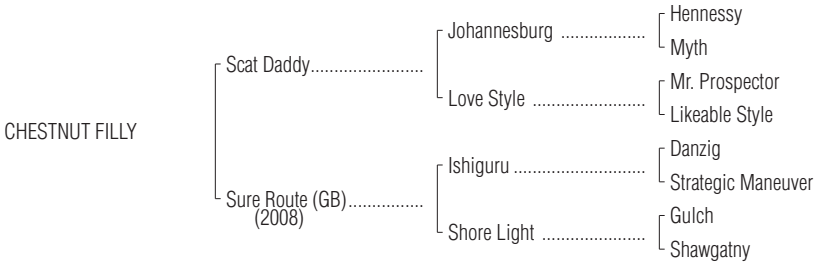 Hennessy
Johannesburg ....................
Myth
Scat Daddy........................
Mr. Prospector
Love Style ........................
Likeable Style
CHESTNUT FILLY
Danzig
Ishiguru ............................
Strategic Maneuver
Sure Route (GB)................
(2008)
Gulch
Shore Light ......................
Shawgatny